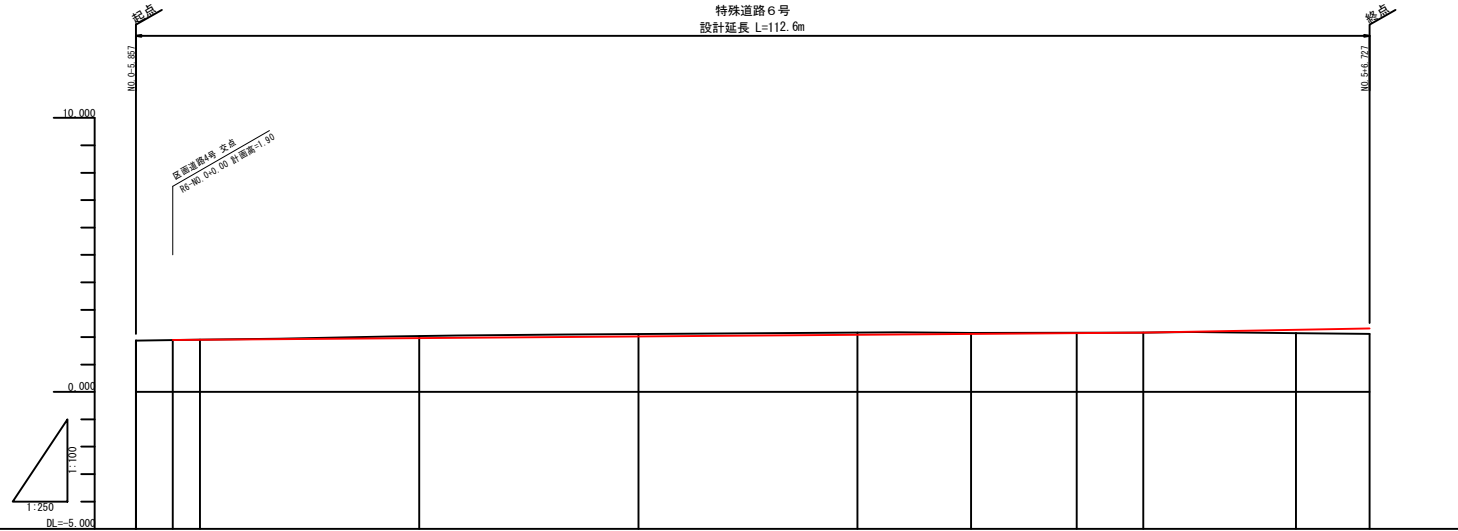 特殊道路6号
設計延長 L=112.6m
起点
終点
NO.0-5.857
NO.5+6.727
10.000
区画道路4号 交点
R6-NO.0+0.00 計画高=1.90
0.000
1:100
1:250
DL=-5.000